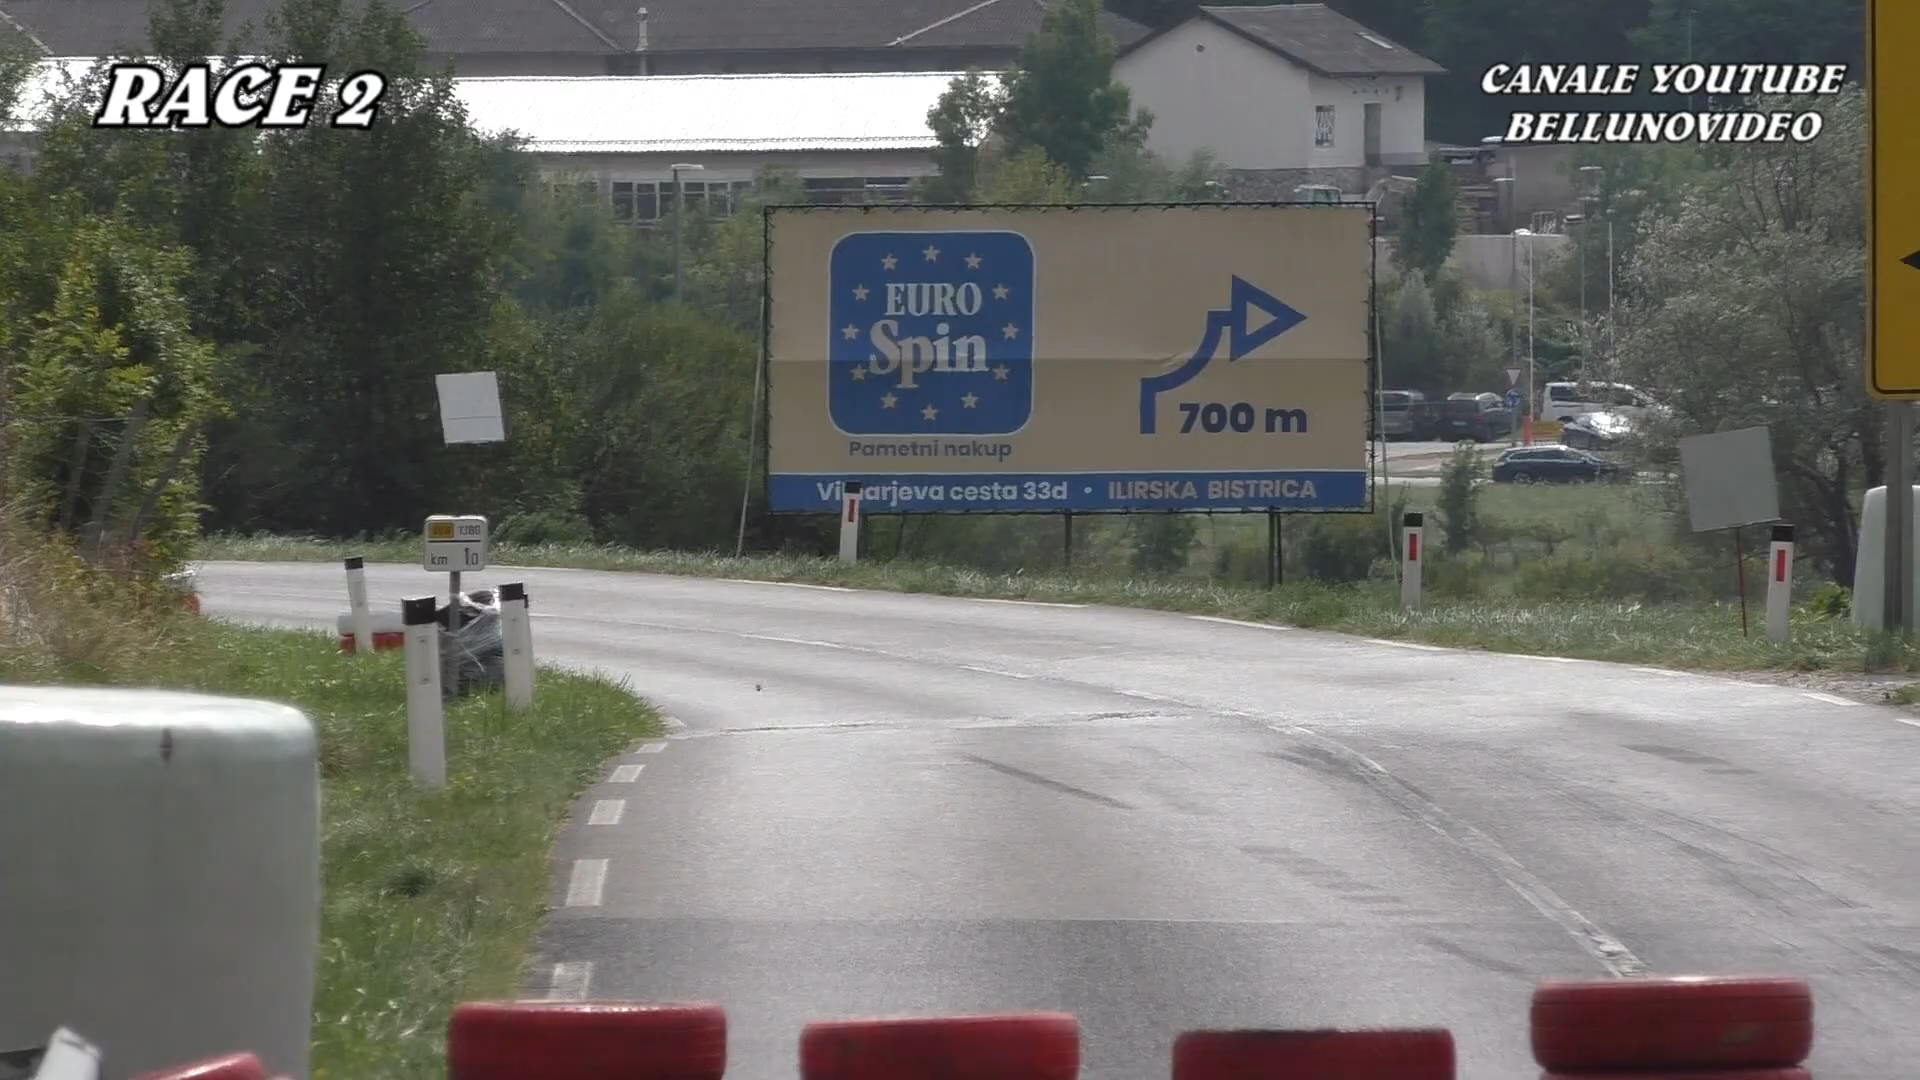 RACE 2
CANALE YOUTUBE
BELLUNOVIDEO
EURO
Spin
Pametni nakup
700 m
cesta 33d • ILIRSKA BISTRICA
km 10